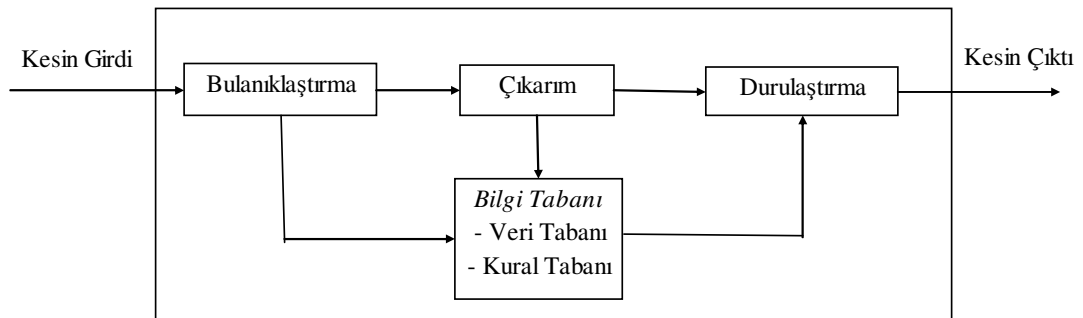 Kesin Girdi
Kesin Çıktı
Bulanıklaştırma
Çıkarım
Durulaştırma
Bilgi Tabanı
- Veri Tabanı
- Kural Tabanı